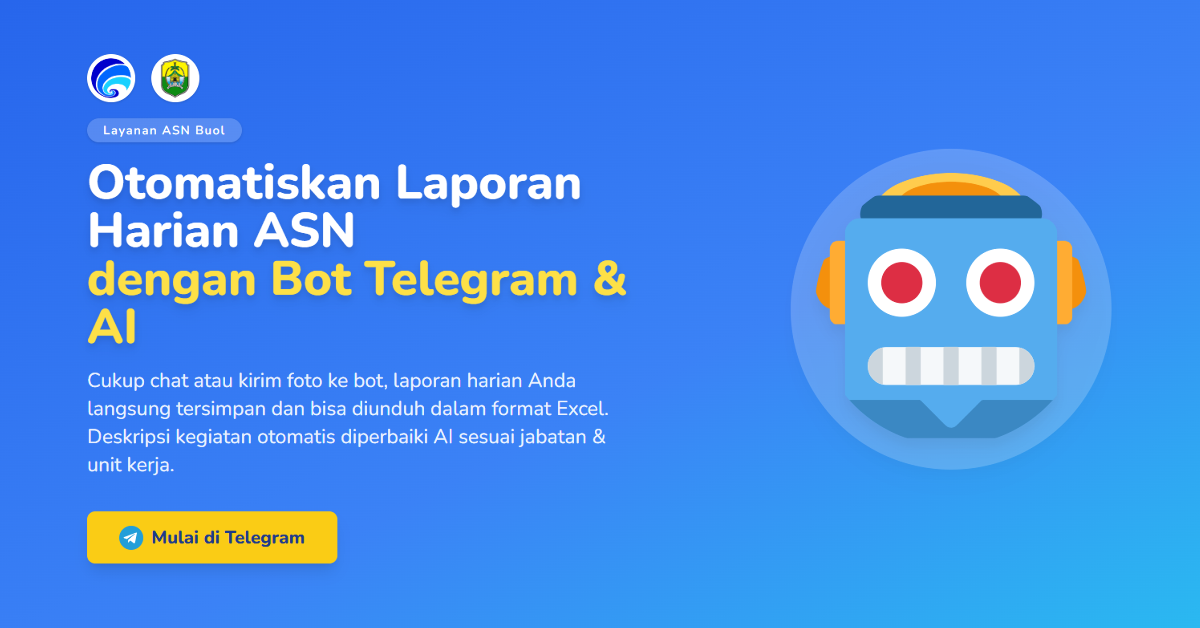 Layanan ASN Buol
Otomatiskan Laporan
Harian ASN
dengan Bot Telegram &
AI
Cukup chat atau kirim foto ke bot, laporan harian Anda
langsung tersimpan dan bisa diunduh dalam format Excel.
Deskripsi kegiatan otomatis diperbaiki AI sesuai jabatan &
unit kerja.
Mulai di Telegram